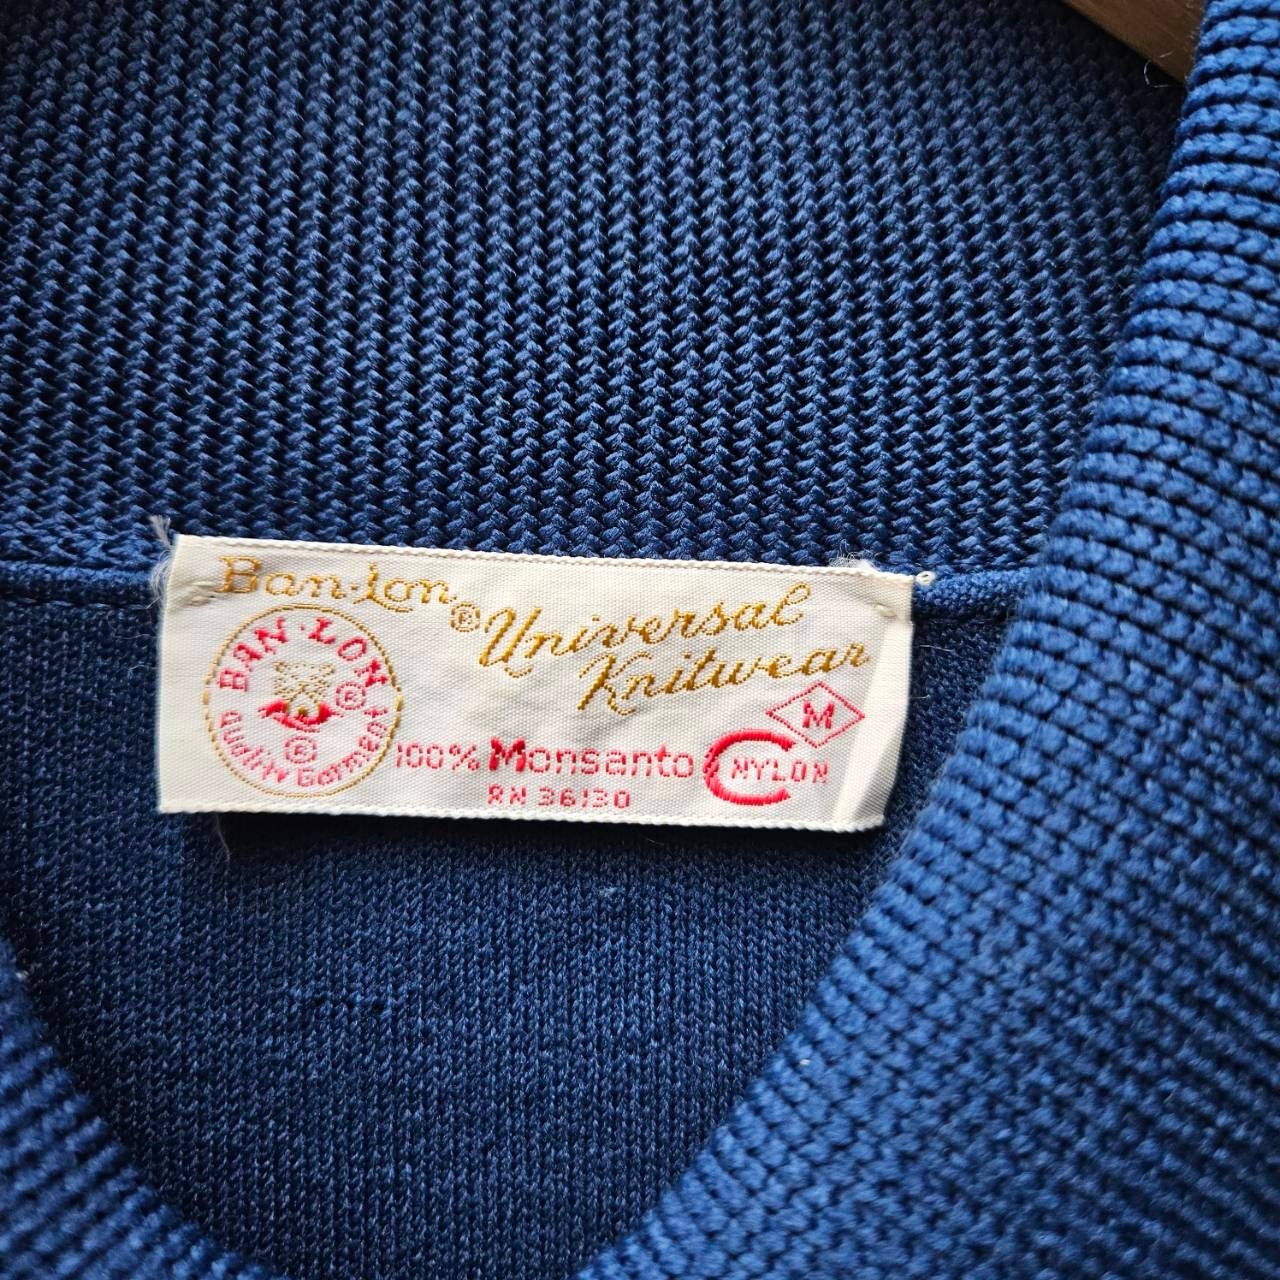 Ban·Lon®
Universal
Knitwear
BAN·LON
®
®
Quality Garment
M
100% Monsanto C NYLON
RN 36130